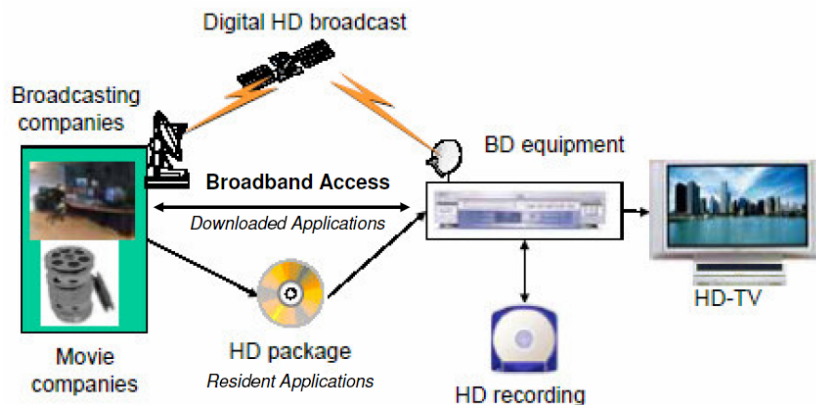 Digital HD broadcast
Broadcasting
companies
BD equipment
Broadband Access
Downloaded Applications
HD-TV
HD package
Resident Applications
Movie
companies
HD recording